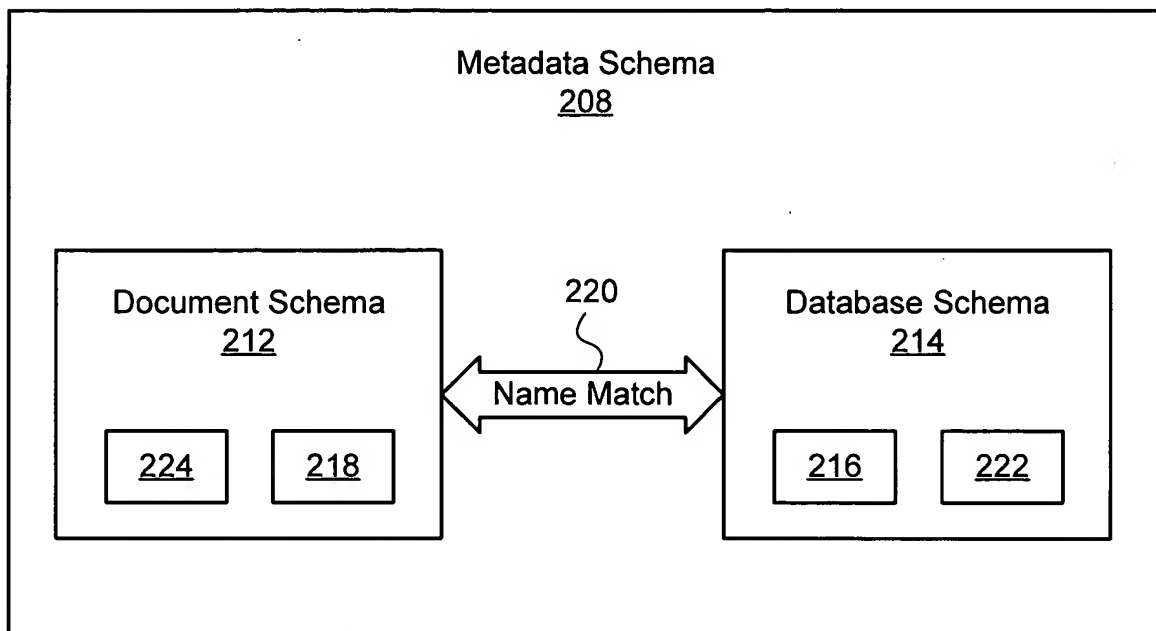 Metadata Schema
208
Document Schema
212
224
218
220
Name Match
Database Schema
214
216
222